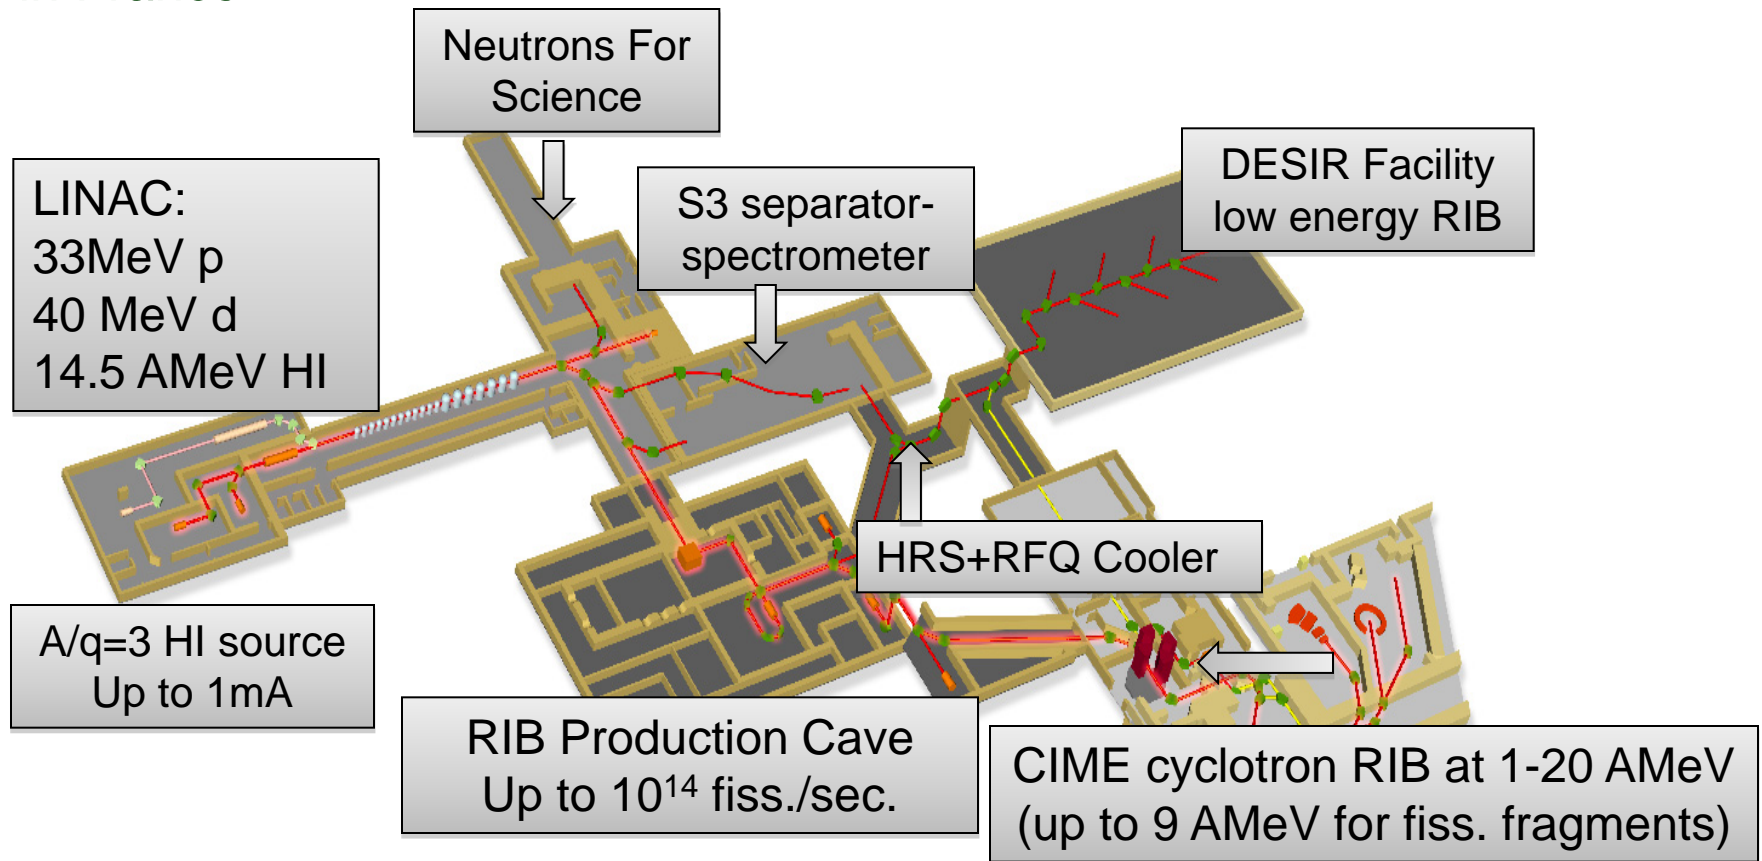 Neutrons For
Science
LINAC:
33MeV p
40 MeV d
14.5 AMeV HI
S3 separator-
spectrometer
DESIR Facility
low energy RIB
HRS+RFQ Cooler
A/q=3 HI source
Up to 1mA
RIB Production Cave
Up to 10¹⁴ fiss./sec.
CIME cyclotron RIB at 1-20 AMeV
(up to 9 AMeV for fiss. fragments)